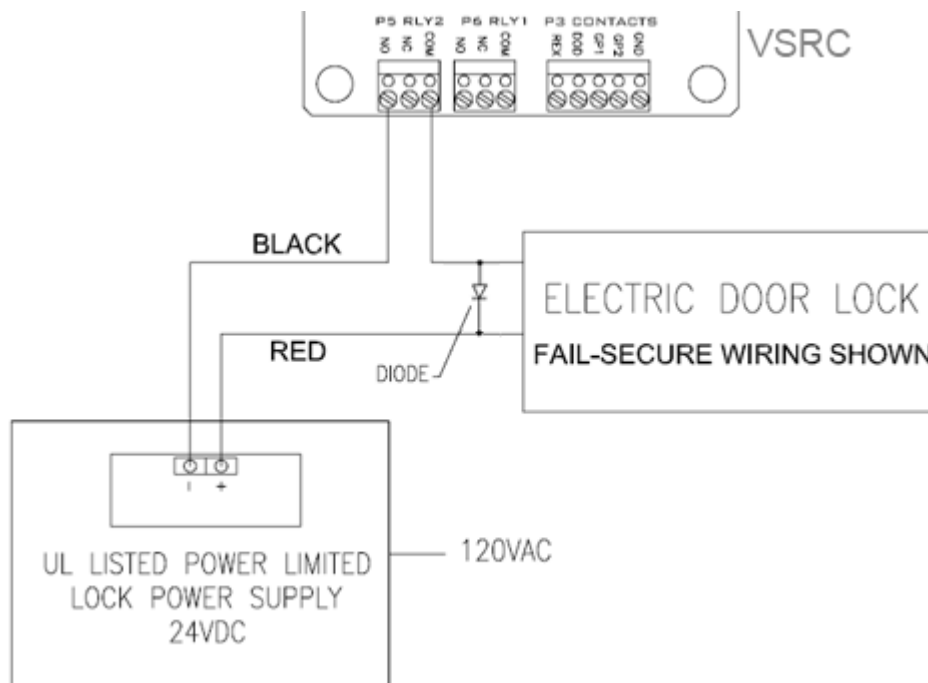 P5 RLY2 P6 RLY1 P3 CONTACTS
NO NC COM NO NC COM REX DOD GP1 GP2 GND
VSRC
BLACK
ELECTRIC DOOR LOCK
FAIL-SECURE WIRING SHOWN
RED
DIODE
- +
UL LISTED POWER LIMITED
LOCK POWER SUPPLY
24VDC
120VAC